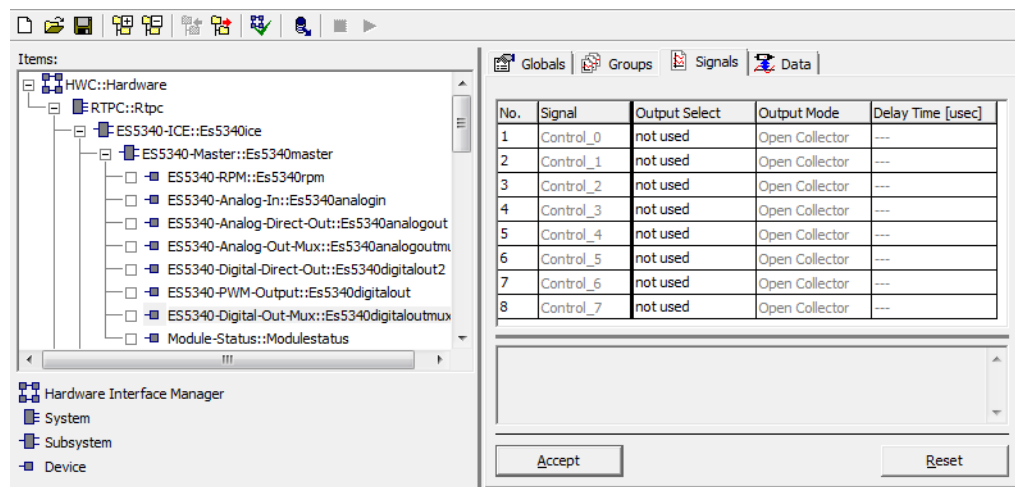 Items:
HWC::Hardware
RTPC::Rtpc
ES5340-ICE::Es5340ice
ES5340-Master::Es5340master
ES5340-RPM::Es5340rpm
ES5340-Analog-In::Es5340analogin
ES5340-Analog-Direct-Out::Es5340analogout
ES5340-Analog-Out-Mux::Es5340analogoutmu
ES5340-Digital-Direct-Out::Es5340digitalout2
ES5340-PWM-Output::Es5340digitalout
ES5340-Digital-Out-Mux::Es5340digitaloutmux
Module-Status::Modulestatus
Hardware Interface Manager
System
Subsystem
Device
Globals Groups Signals Data
No. Signal Output Select Output Mode Delay Time [usec]
1 Control_0 not used Open Collector ---
2 Control_1 not used Open Collector ---
3 Control_2 not used Open Collector ---
4 Control_3 not used Open Collector ---
5 Control_4 not used Open Collector ---
6 Control_5 not used Open Collector ---
7 Control_6 not used Open Collector ---
8 Control_7 not used Open Collector ---
Accept Reset